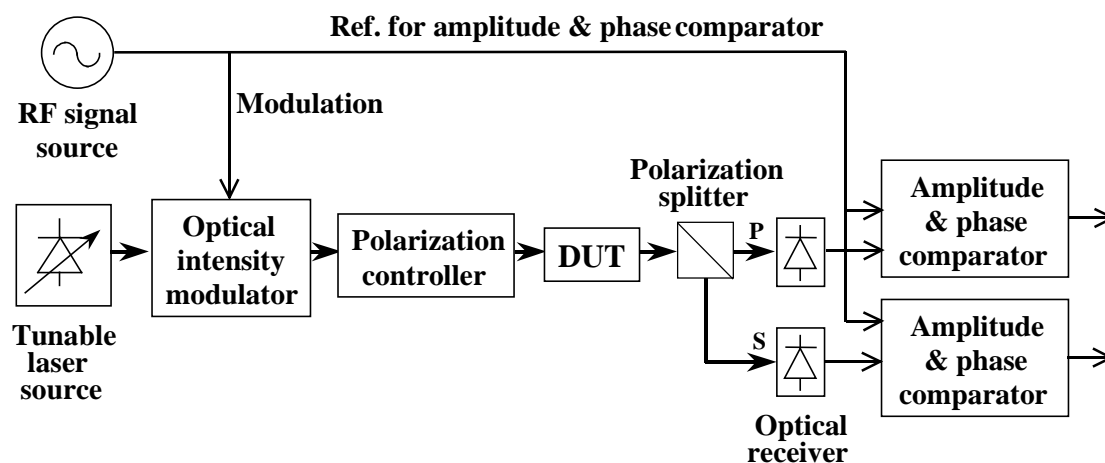 Ref. for amplitude & phase comparator
RF signal
source
Modulation
Polarization
splitter
Amplitude
& phase
comparator
Optical
intensity
modulator
Polarization
controller
DUT
P
S
Tunable
laser
source
Amplitude
& phase
comparator
Optical
receiver